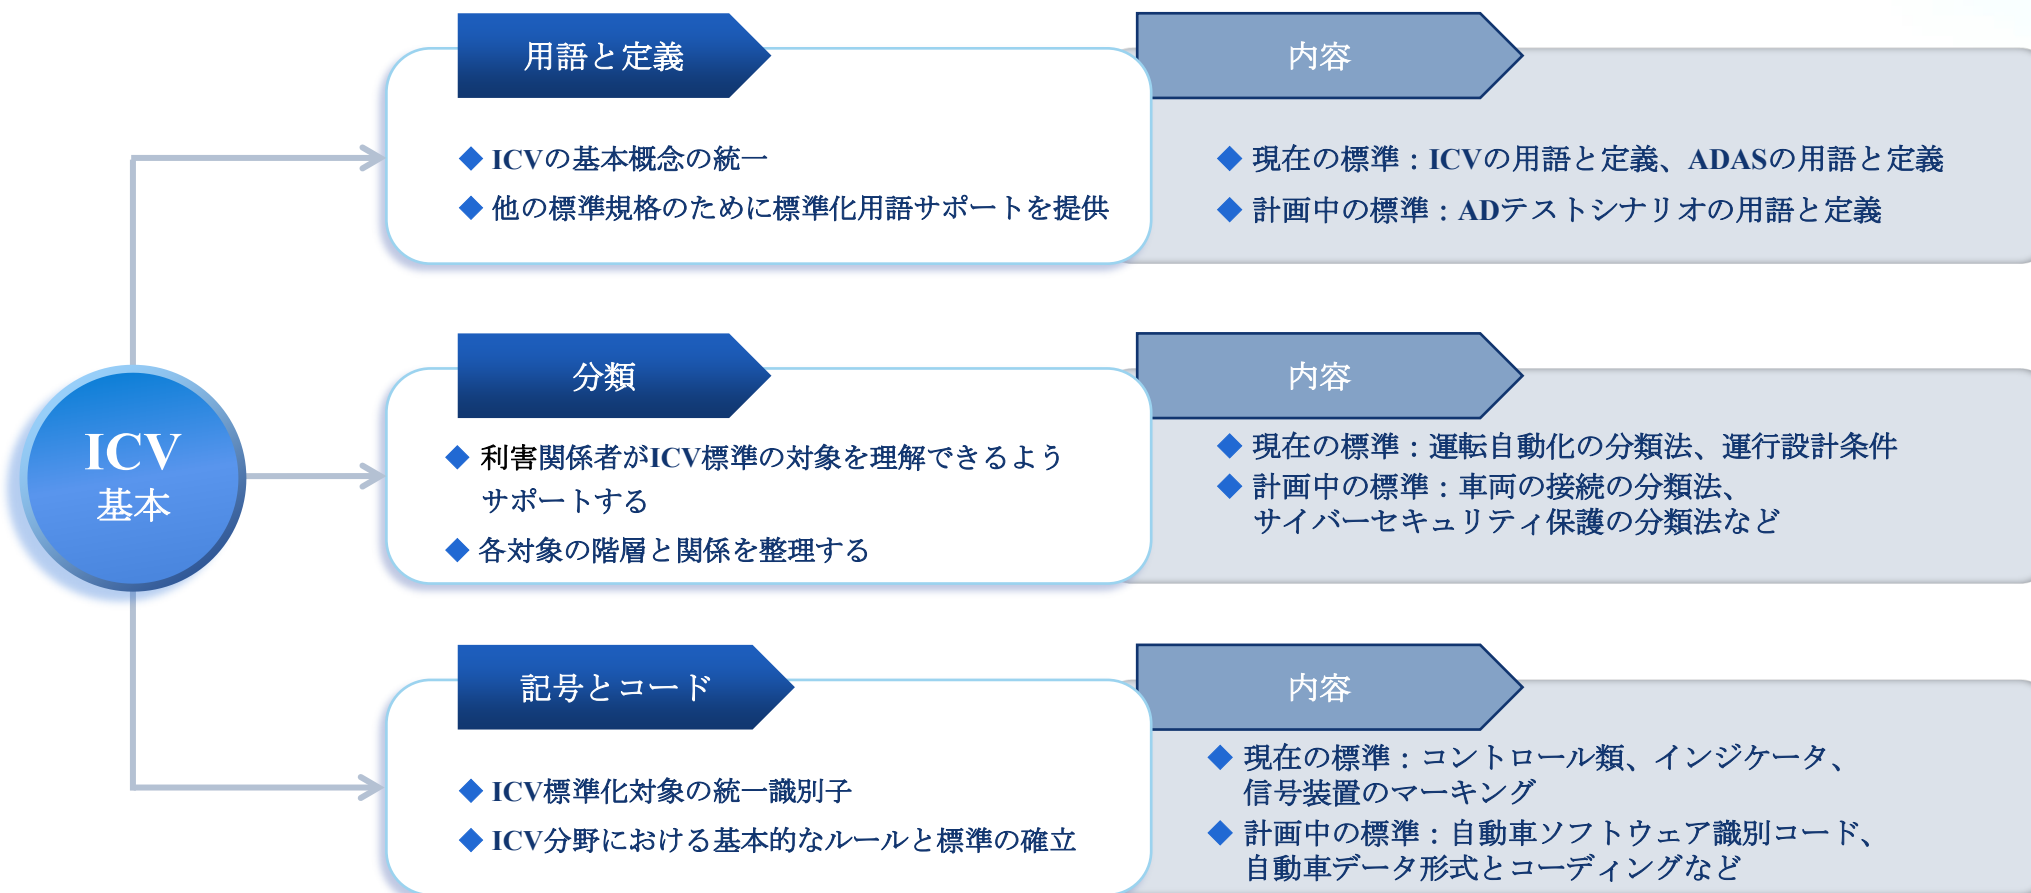 ICV
基本
用語と定義
ICVの基本概念の統一
他の標準規格のために標準化用語サポートを提供
内容
現在の標準：ICVの用語と定義、ADASの用語と定義
計画中の標準：ADテストシナリオの用語と定義
分類
利害関係者がICV標準の対象を理解できるよう
サポートする
各対象の階層と関係を整理する
内容
現在の標準：運転自動化の分類法、運行設計条件
計画中の標準：車両の接続の分類法、
サイバーセキュリティ保護の分類法など
記号とコード
ICV標準化対象の統一識別子
ICV分野における基本的なルールと標準の確立
内容
現在の標準：コントロール類、インジケータ、
信号装置のマーキング
計画中の標準：自動車ソフトウェア識別コード、
自動車データ形式とコーディングなど